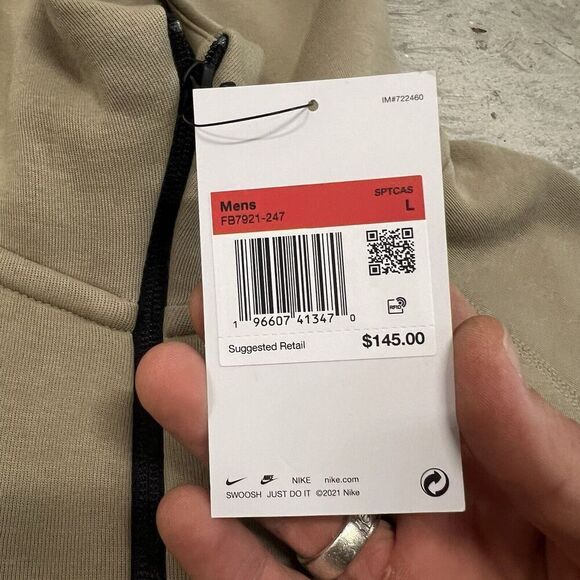 IM#722460
Mens SPTCAS
FB7921-247 L
1 96607 41347 0
RFID
Suggested Retail $145.00
NIKE nike.com
SWOOSH JUST DO IT ©2021 Nike